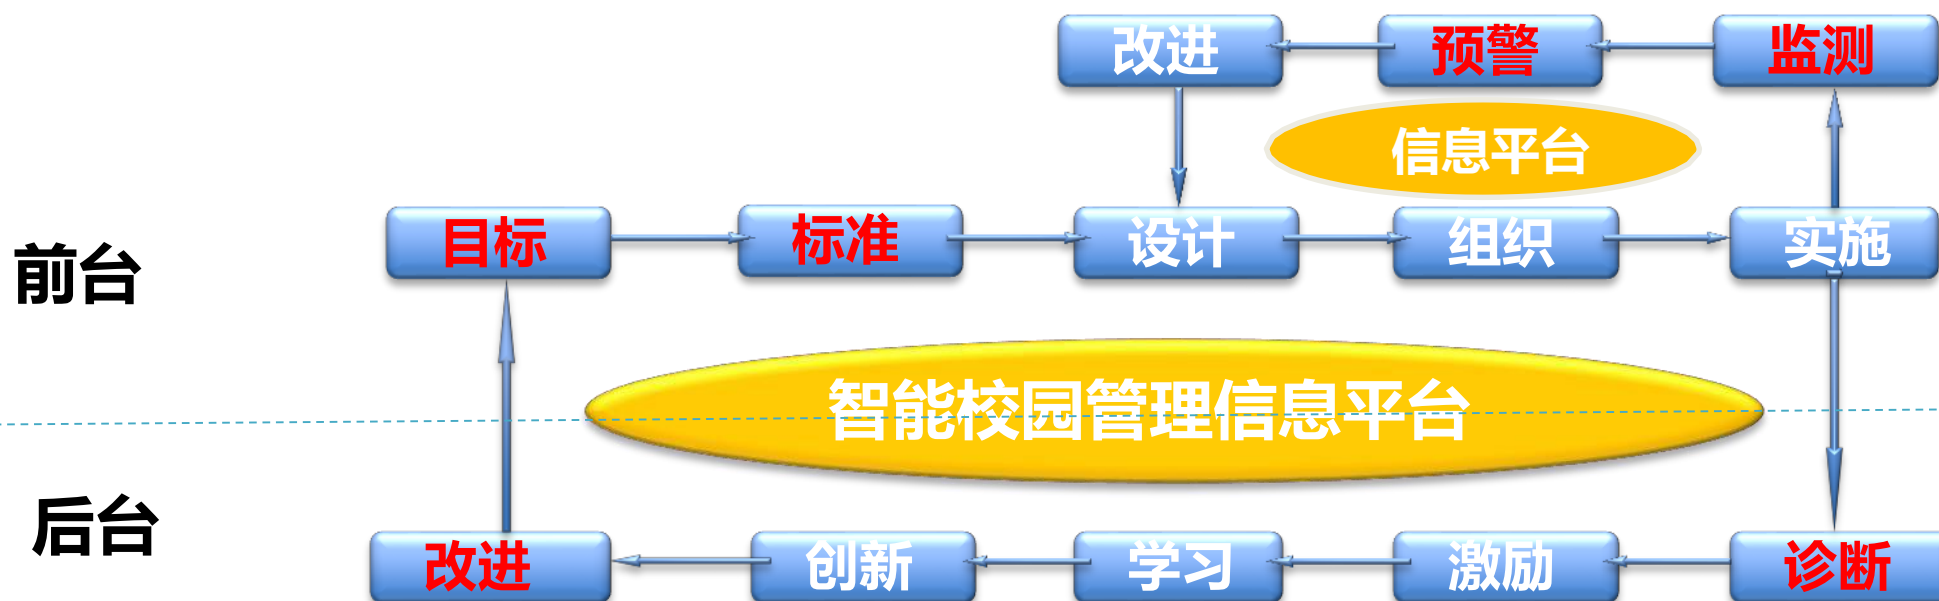 改进 预警 监测
信息平台
目标 标准 设计 组织 实施
前台
智能校园管理信息平台
后台
改进 创新 学习 激励 诊断